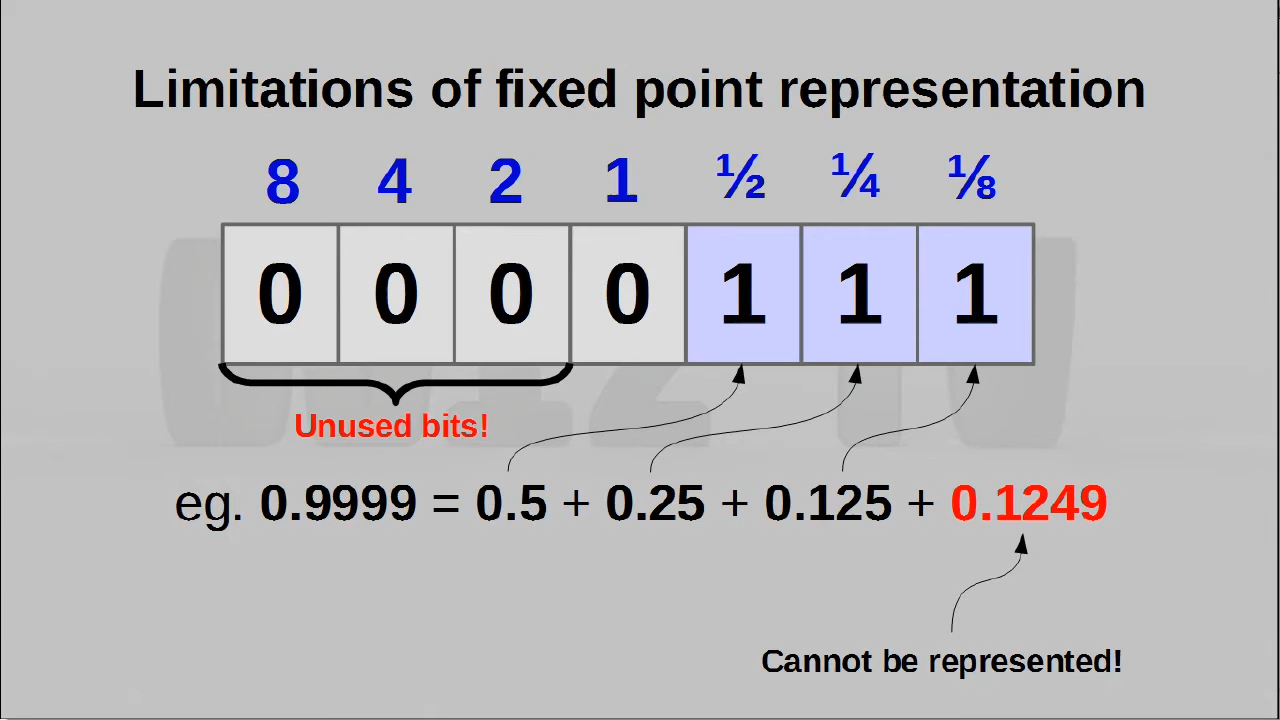 Limitations of fixed point representation
8 4 2 1 ½ ¼ ⅛
0 0 0 0 1 1 1
Unused bits!
eg. 0.9999 = 0.5 + 0.25 + 0.125 + 0.1249
Cannot be represented!